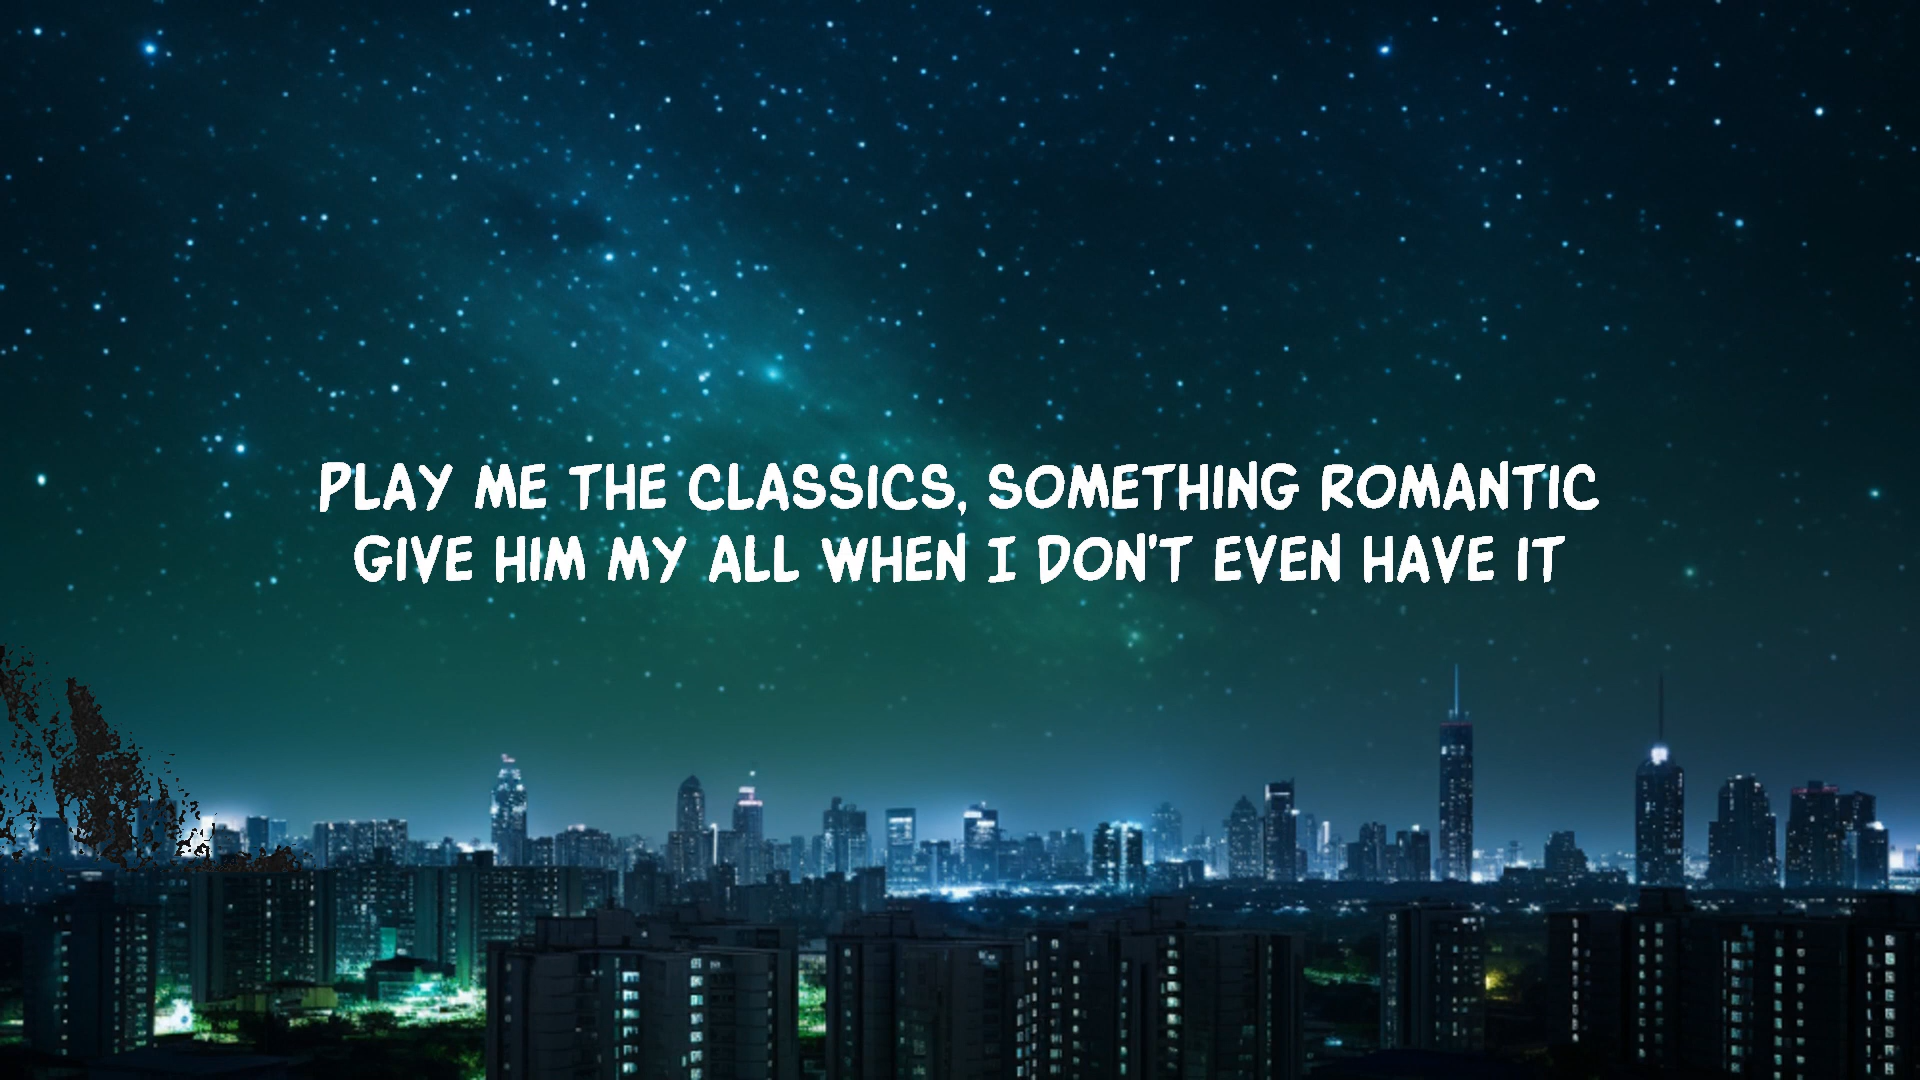 PLAY ME THE CLASSICS, SOMETHING ROMANTIC
GIVE HIM MY ALL WHEN I DON'T EVEN HAVE IT